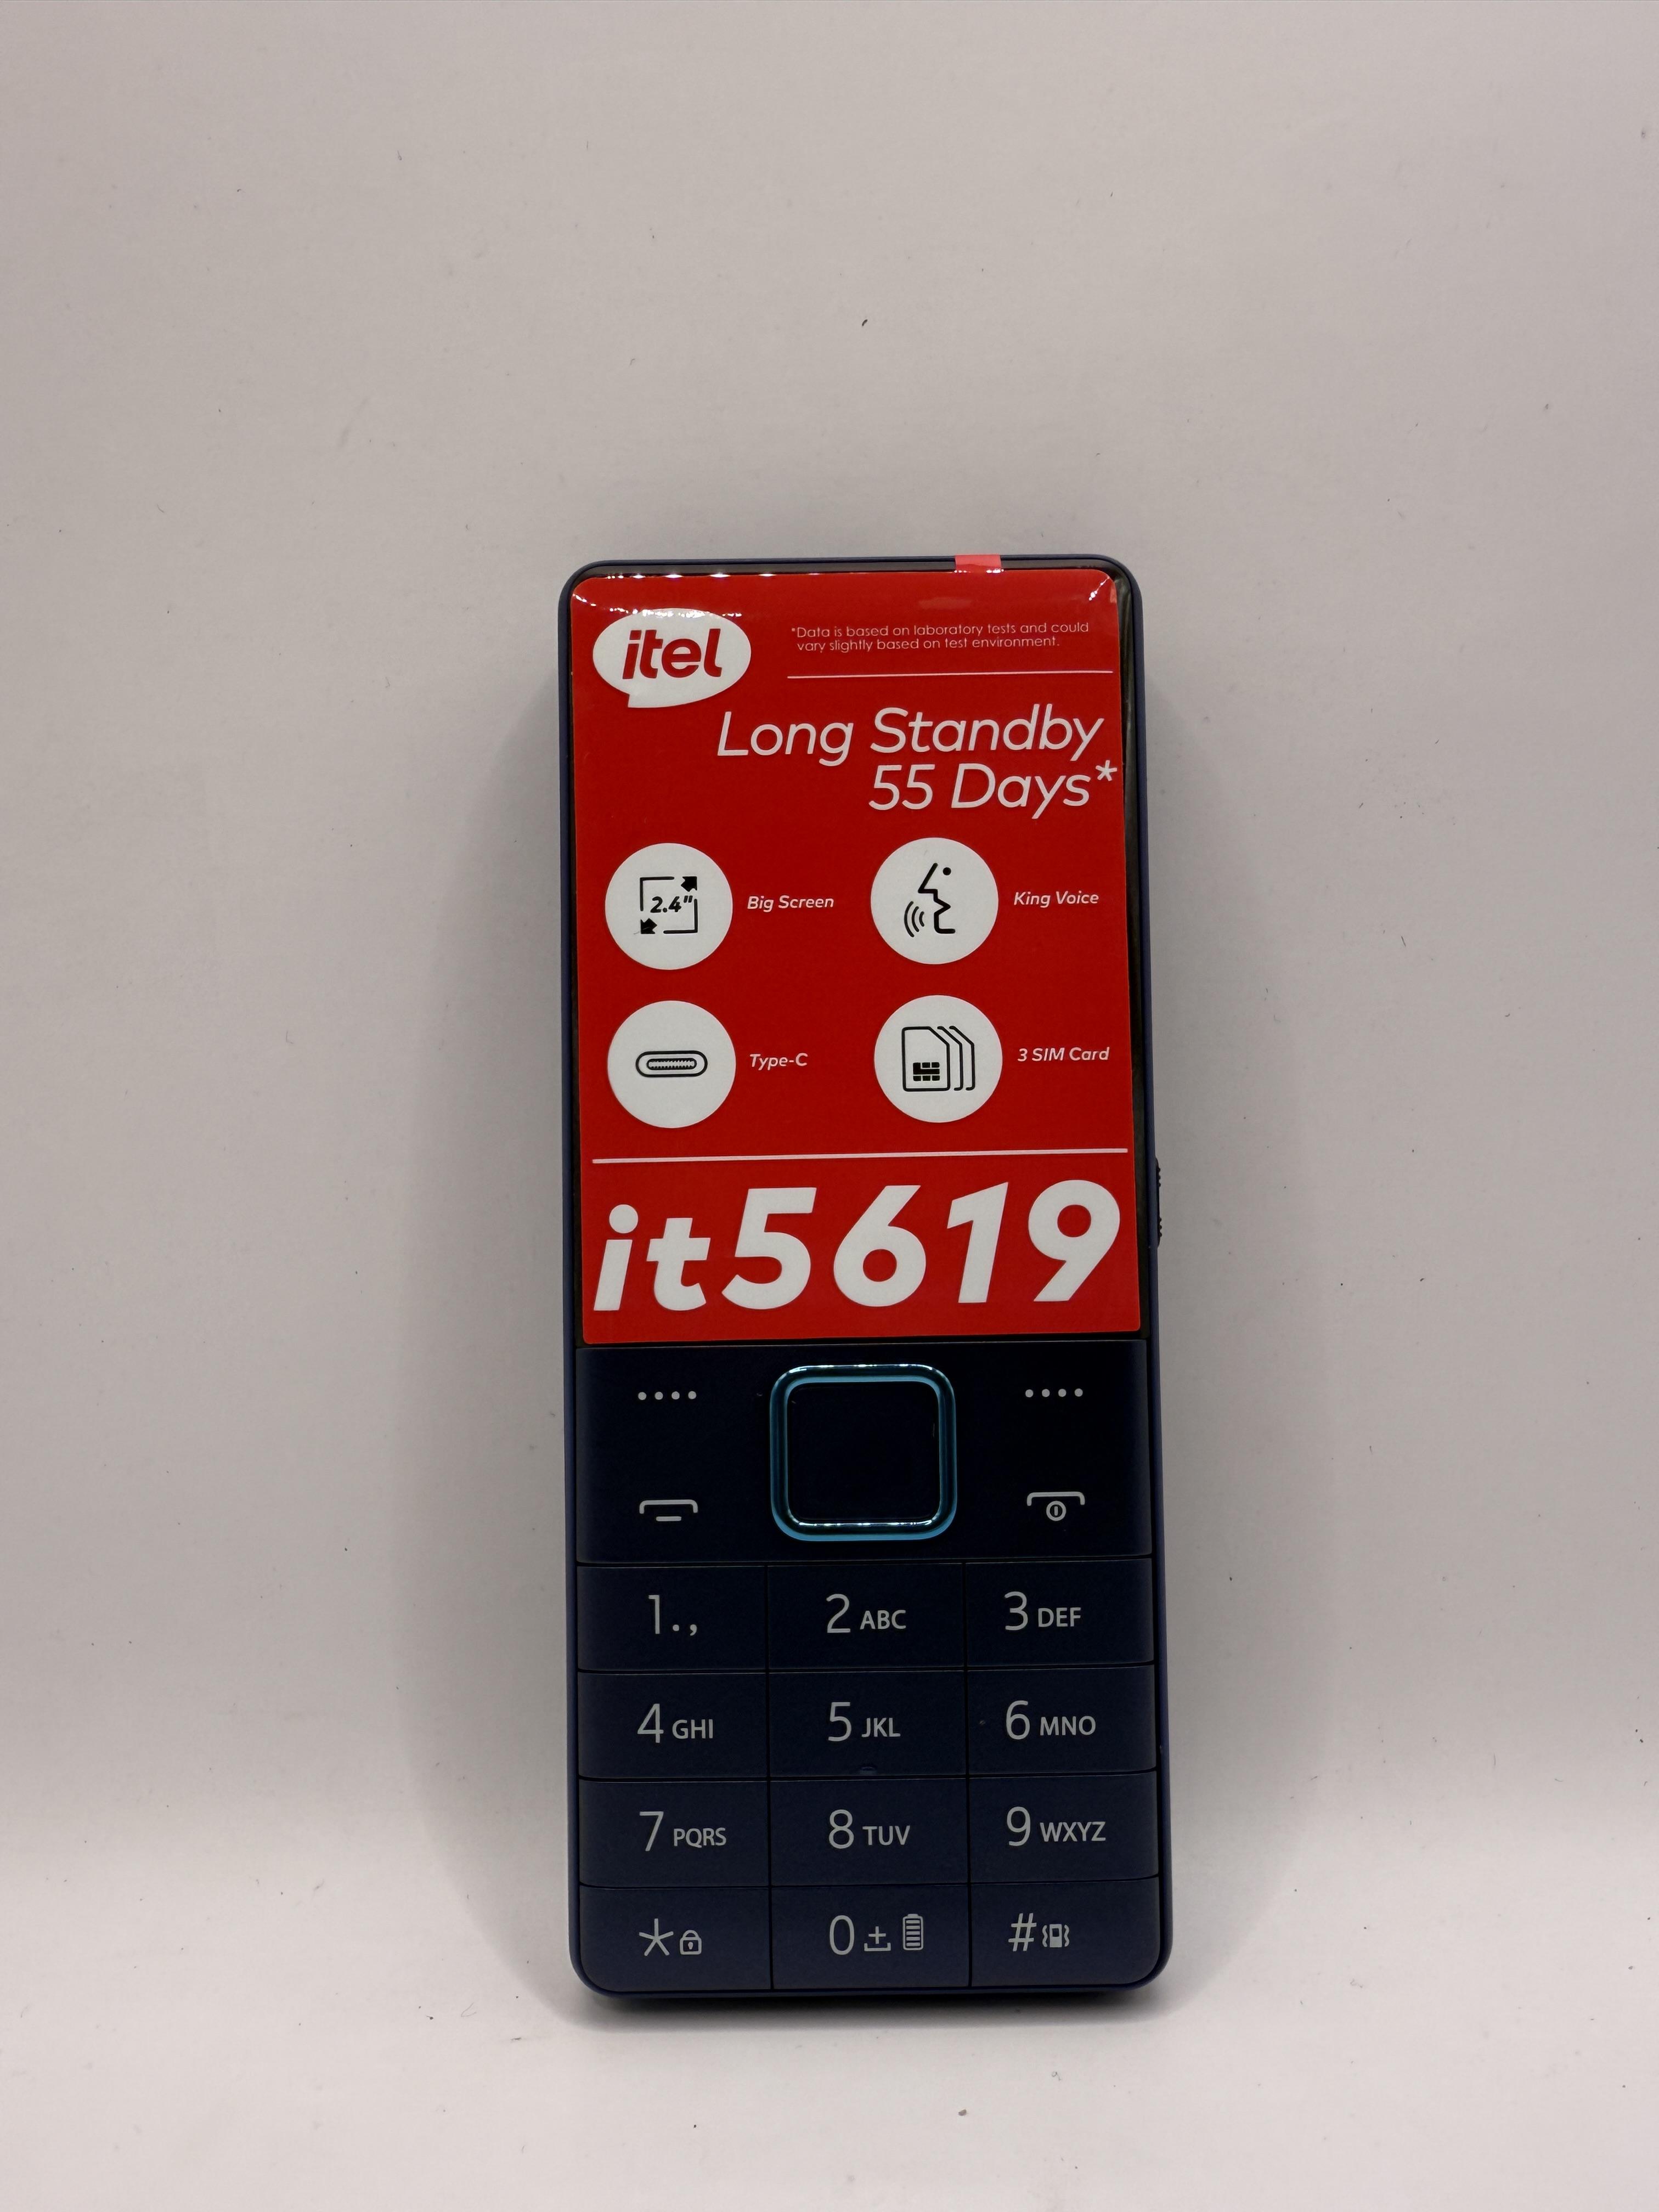 itel
*Data is based on laboratory tests and could
vary slightly based on test environment.
Long Standby
55 Days*
2.4"
Big Screen
King Voice
Type-C
3 SIM Card
it5619
1.,
2 ABC
3 DEF
4 GHI
5 JKL
6 MNO
7 PQRS
8 TUV
9 WXYZ
*
0 +
#